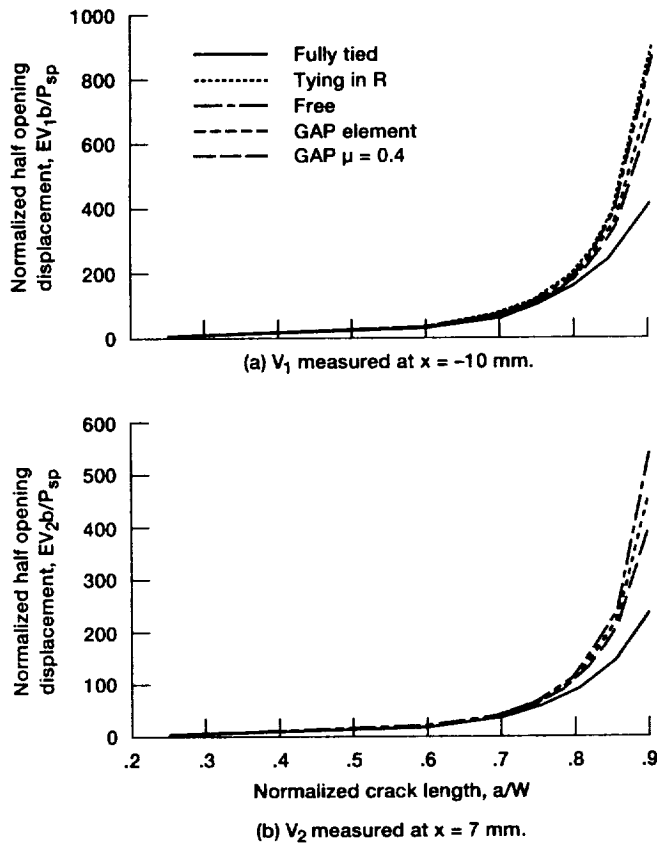 1000
800
600
400
200
0
Normalized half opening
displacement, EV₁b/Pₛₚ
Fully tied
Tying in R
Free
GAP element
GAP μ = 0.4
(a) V₁ measured at x = –10 mm.
600
500
400
300
200
100
0
Normalized half opening
displacement, EV₂b/Pₛₚ
.2 .3 .4 .5 .6 .7 .8 .9
Normalized crack length, a/W
(b) V₂ measured at x = 7 mm.